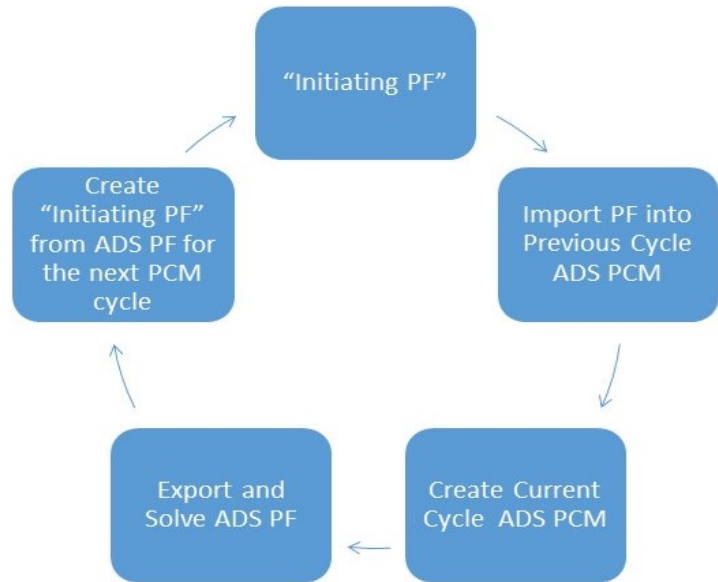 “Initiating PF”
Import PF into
Previous Cycle
ADS PCM
Create Current
Cycle ADS PCM
Export and
Solve ADS PF
Create
“Initiating PF”
from ADS PF for
the next PCM
cycle